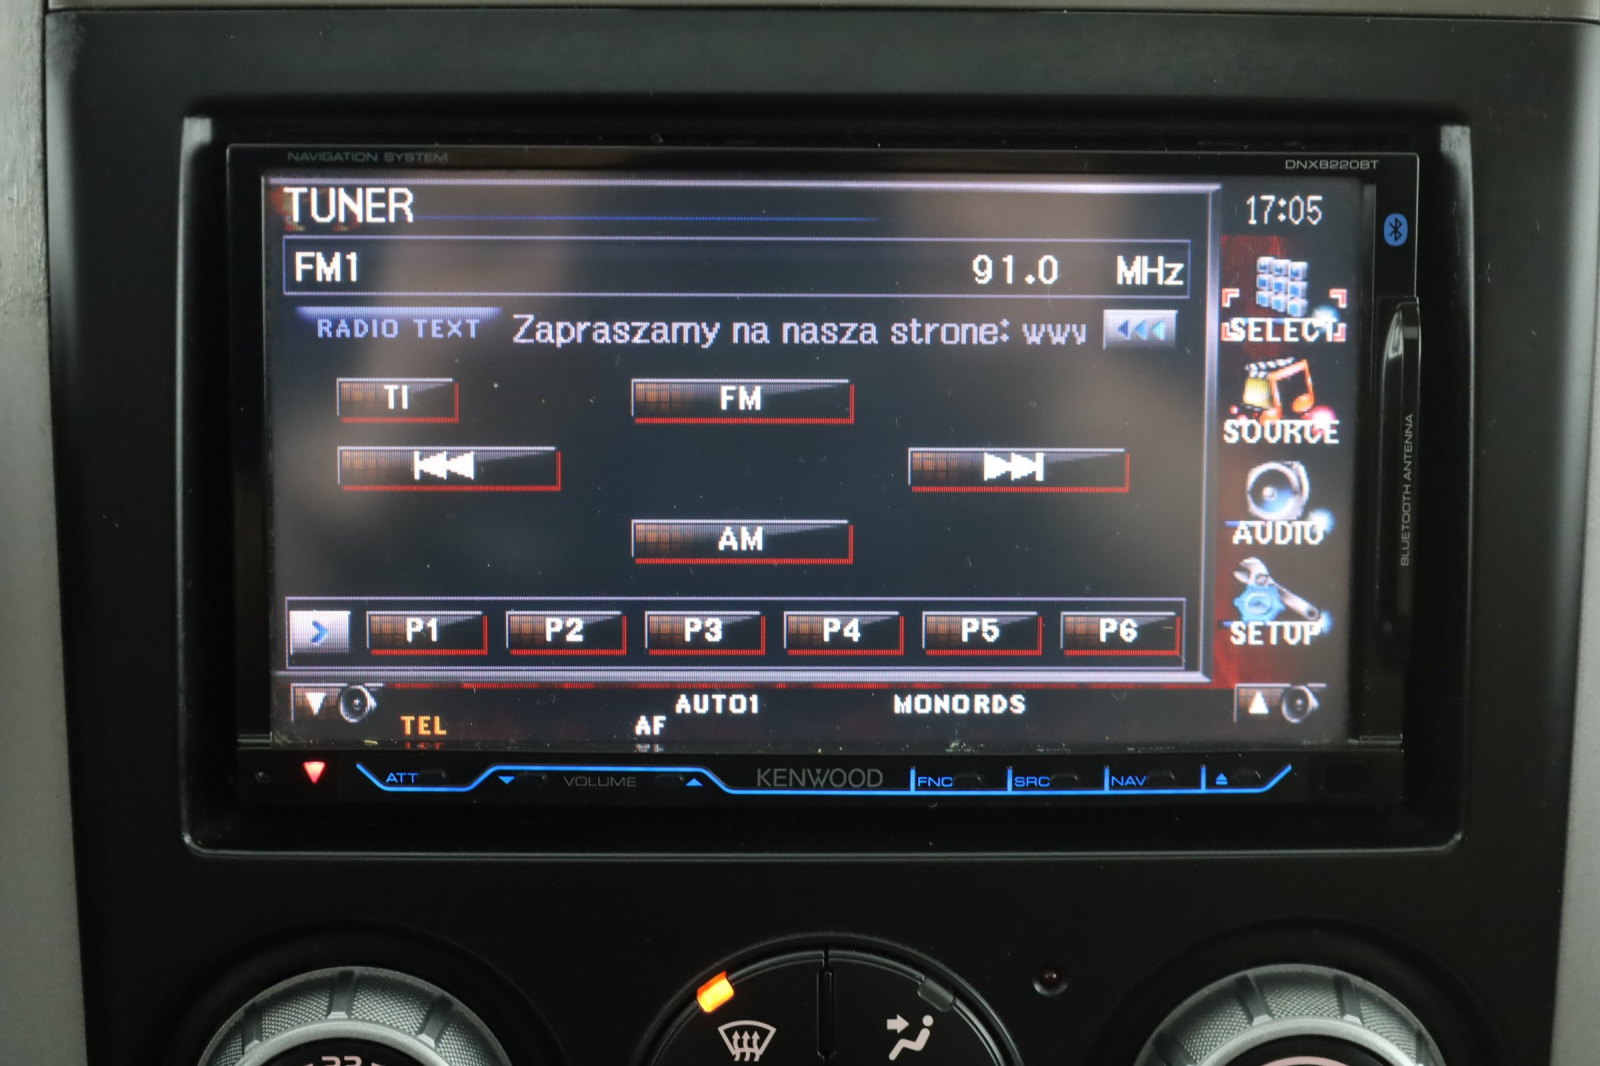 NAVIGATION SYSTEM
DNX8220BT
TUNER
17:05
FM1 91.0 MHz
SELECT
RADIO TEXT Zapraszamy na nasza strone: www
TI FM
SOURCE
AM
AUDIO
P1 P2 P3 P4 P5 P6
SETUP
AUTO1 MONO RDS
TEL AF
BLUETOOTH ANTENNA
ATT VOLUME KENWOOD FNC SRC NAV